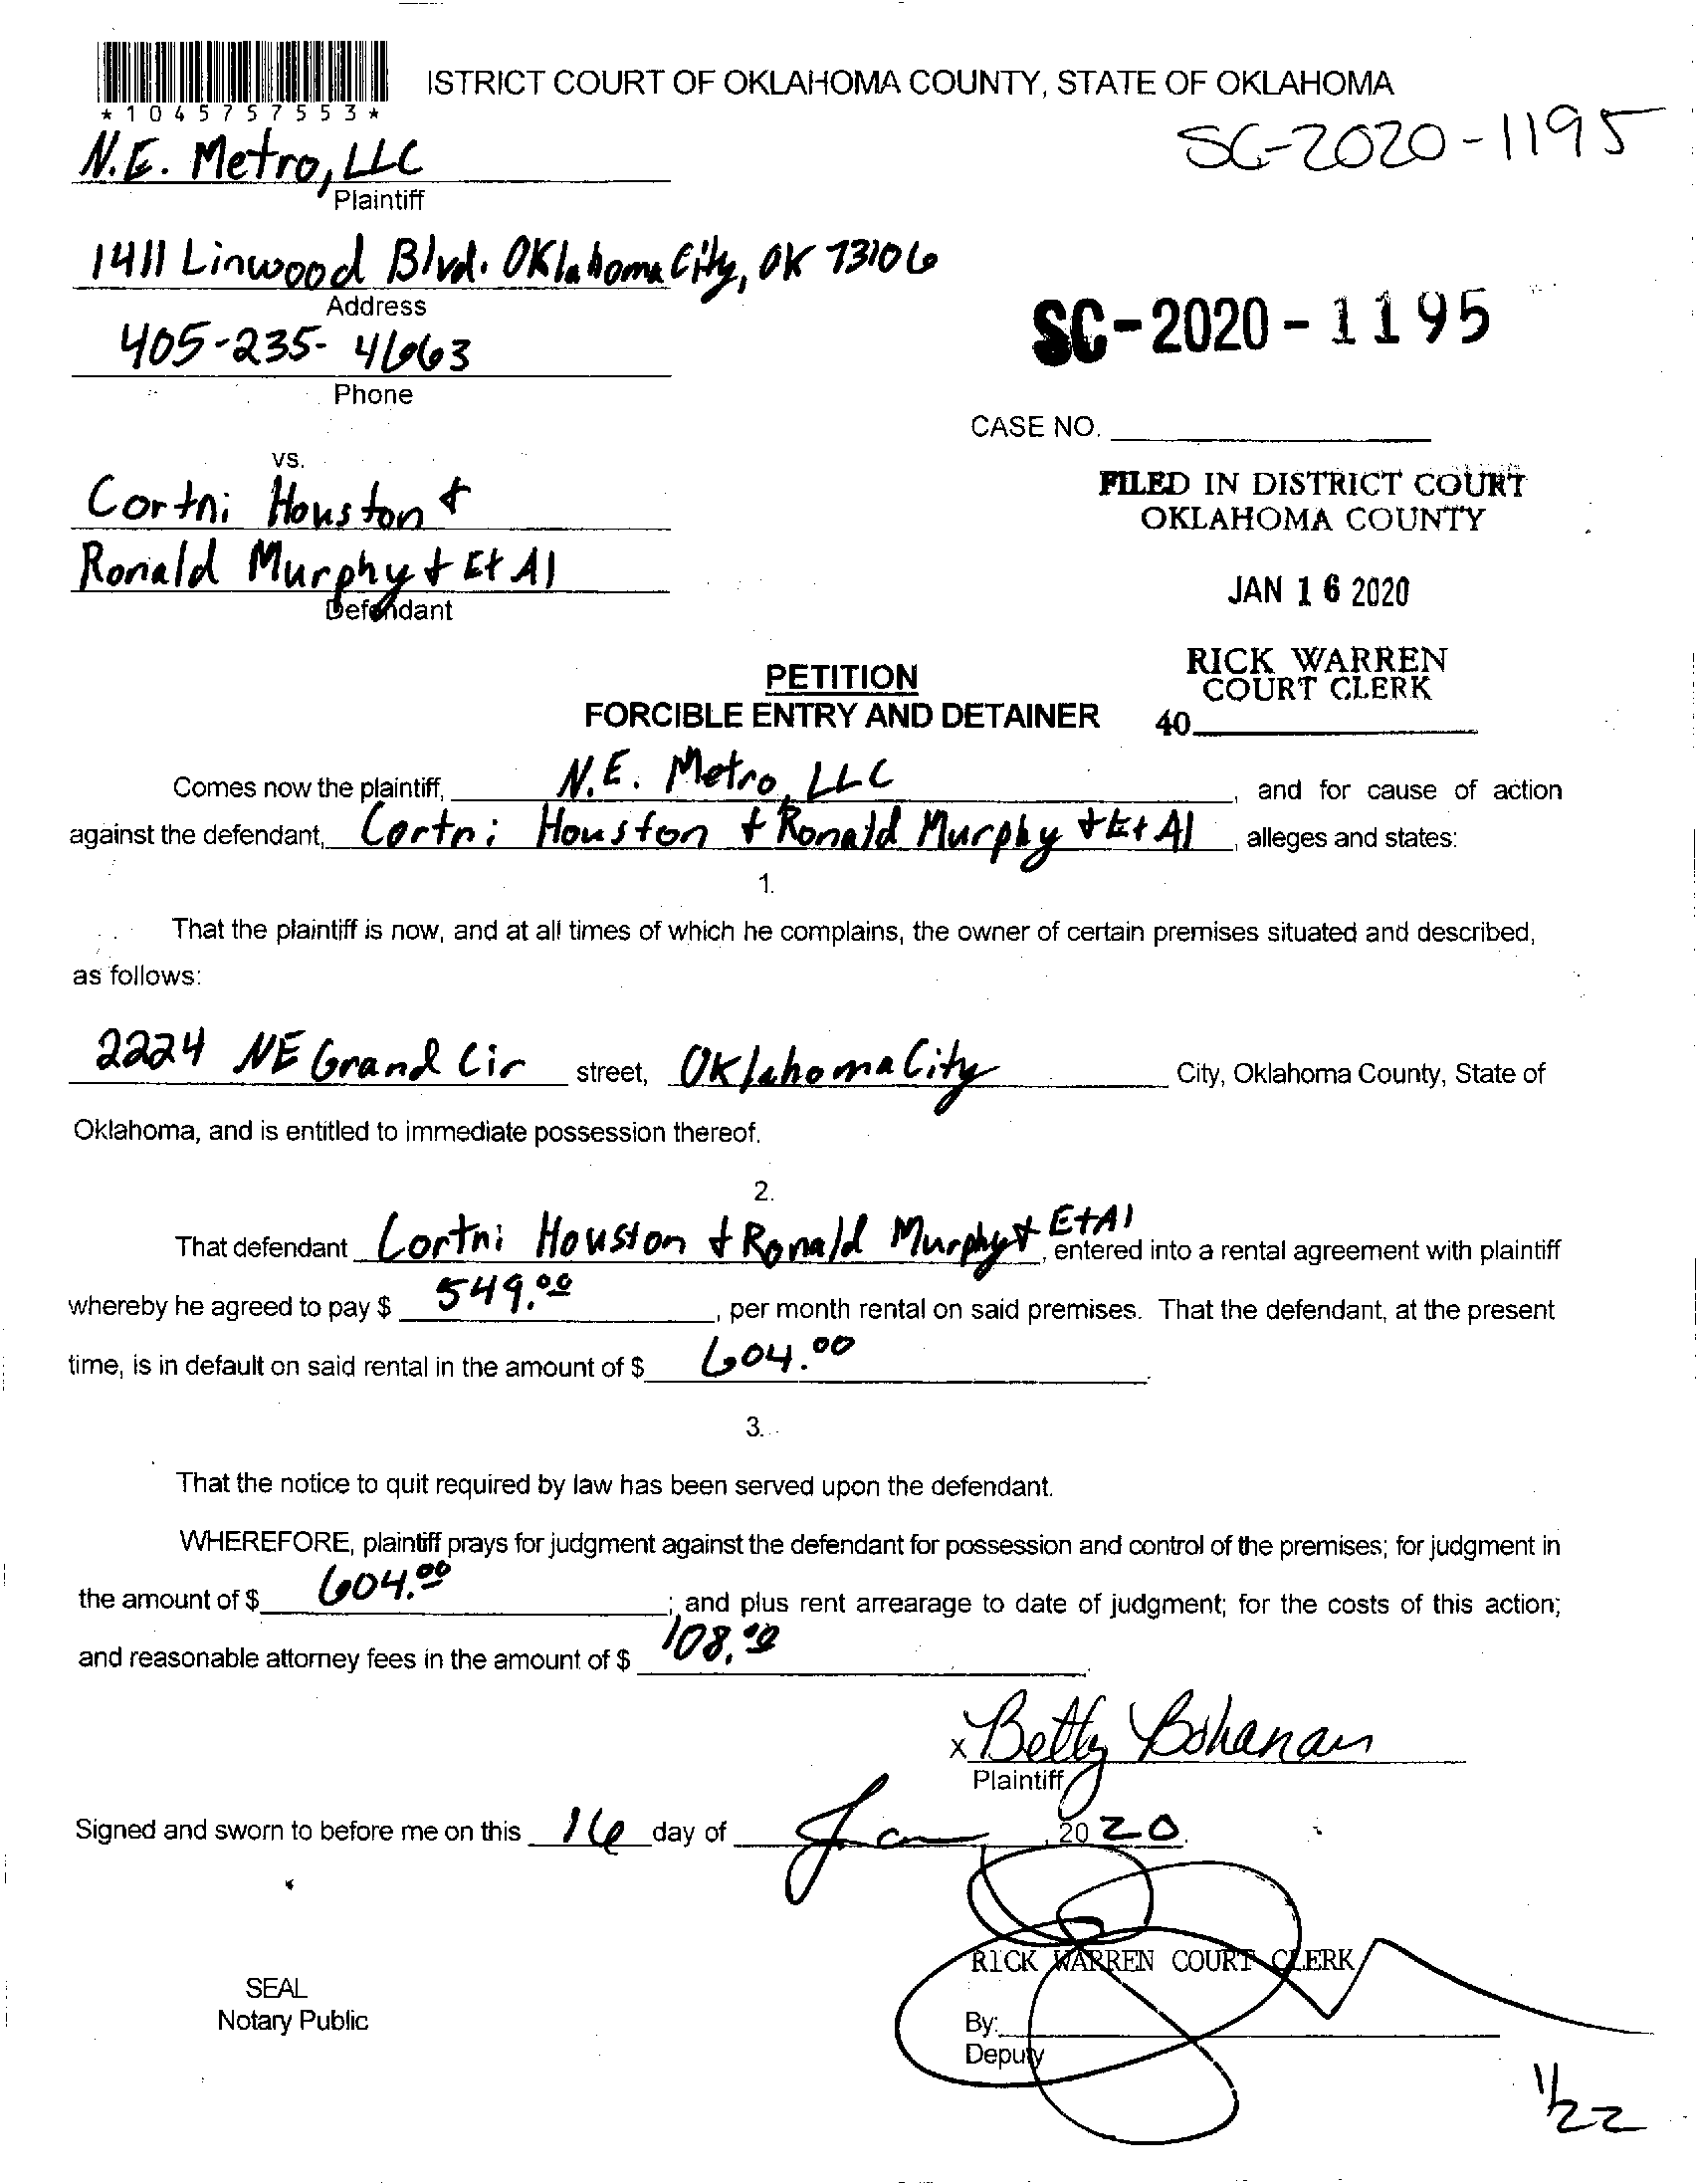 ISTRICT COURT OF OKLAHOMA COUNTY, STATE OF OKLAHOMA
*1045757553*
SC-2020-1195
N.E. Metro, LLC
Plaintiff
1411 Linwood Blvd. Oklahoma City, OK 73106
Address
SC-2020-1195
405-235-4663
Phone
CASE NO.
vs.
Cortni Houston +
Ronald Murphy + Et Al
Defendant
FILED IN DISTRICT COURT
OKLAHOMA COUNTY
JAN 16 2020
RICK WARREN
COURT CLERK
40
PETITION
FORCIBLE ENTRY AND DETAINER
Comes now the plaintiff, N.E. Metro, LLC, and for cause of action
against the defendant, Cortni Houston + Ronald Murphy + Et Al, alleges and states:
1.
That the plaintiff is now, and at all times of which he complains, the owner of certain premises situated and described,
as follows:
2224 NE Grand Cir street, Oklahoma City City, Oklahoma County, State of
Oklahoma, and is entitled to immediate possession thereof.
2.
That defendant Cortni Houston + Ronald Murphy + Et Al, entered into a rental agreement with plaintiff
whereby he agreed to pay $ 549.00, per month rental on said premises. That the defendant, at the present
time, is in default on said rental in the amount of $ 604.00.
3.
That the notice to quit required by law has been served upon the defendant.
WHEREFORE, plaintiff prays for judgment against the defendant for possession and control of the premises; for judgment in
the amount of $ 604.00; and plus rent arrearage to date of judgment; for the costs of this action;
and reasonable attorney fees in the amount of $ 108.00.
x Betty Bohanan
Plaintiff
Signed and sworn to before me on this 16 day of Jan, 2020.
RICK WARREN COURT CLERK
SEAL
Notary Public
By:
Deputy
1/22